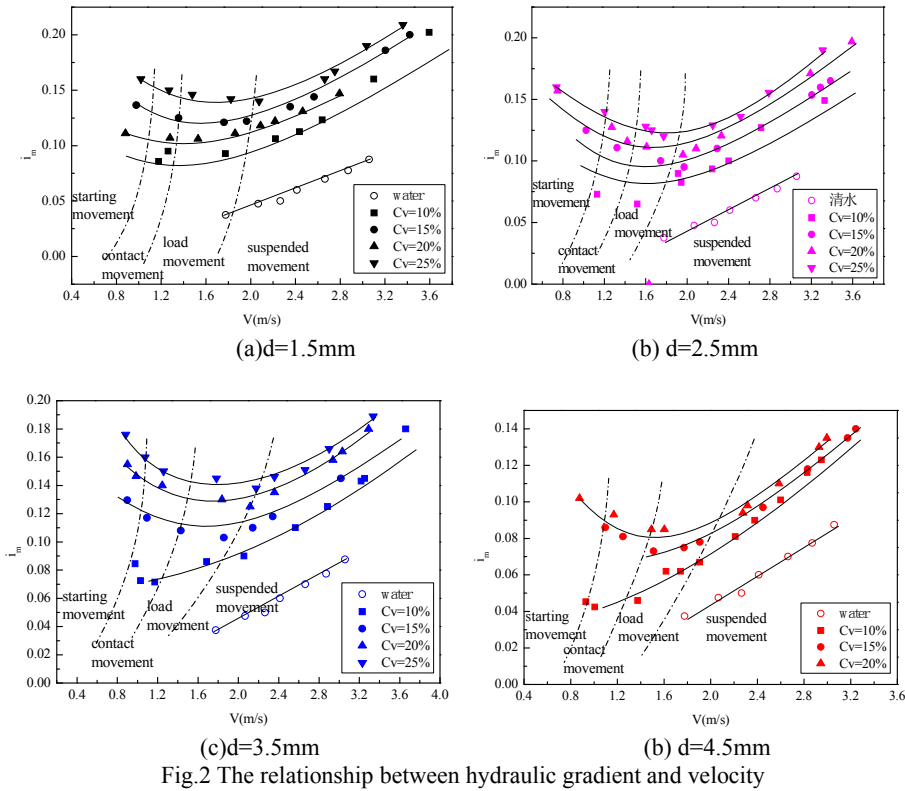 0.20
0.15
0.10
0.05
0.00
i_m
0.4 0.8 1.2 1.6 2.0 2.4 2.8 3.2 3.6
V(m/s)
starting
movement
contact
movement
load
movement
suspended
movement
water
Cv=10%
Cv=15%
Cv=20%
Cv=25%
(a)d=1.5mm
0.20
0.15
0.10
0.05
0.00
i_m
0.4 0.8 1.2 1.6 2.0 2.4 2.8 3.2 3.6
V(m/s)
starting
movement
contact
movement
load
movement
suspended
movement
清水
Cv=10%
Cv=15%
Cv=20%
Cv=25%
(b) d=2.5mm
0.20
0.18
0.16
0.14
0.12
0.10
0.08
0.06
0.04
0.02
0.00
i_m
0.4 0.8 1.2 1.6 2.0 2.4 2.8 3.2 3.6 4.0
V(m/s)
starting
movement
contact
movement
load
movement
suspended
movement
water
Cv=10%
Cv=15%
Cv=20%
Cv=25%
(c)d=3.5mm
0.14
0.12
0.10
0.08
0.06
0.04
0.02
0.00
i_m
0.4 0.8 1.2 1.6 2.0 2.4 2.8 3.2 3.6
V(m/s)
starting
movement
contact
movement
load
movement
suspended movement
water
Cv=10%
Cv=15%
Cv=20%
(b) d=4.5mm
Fig.2 The relationship between hydraulic gradient and velocity